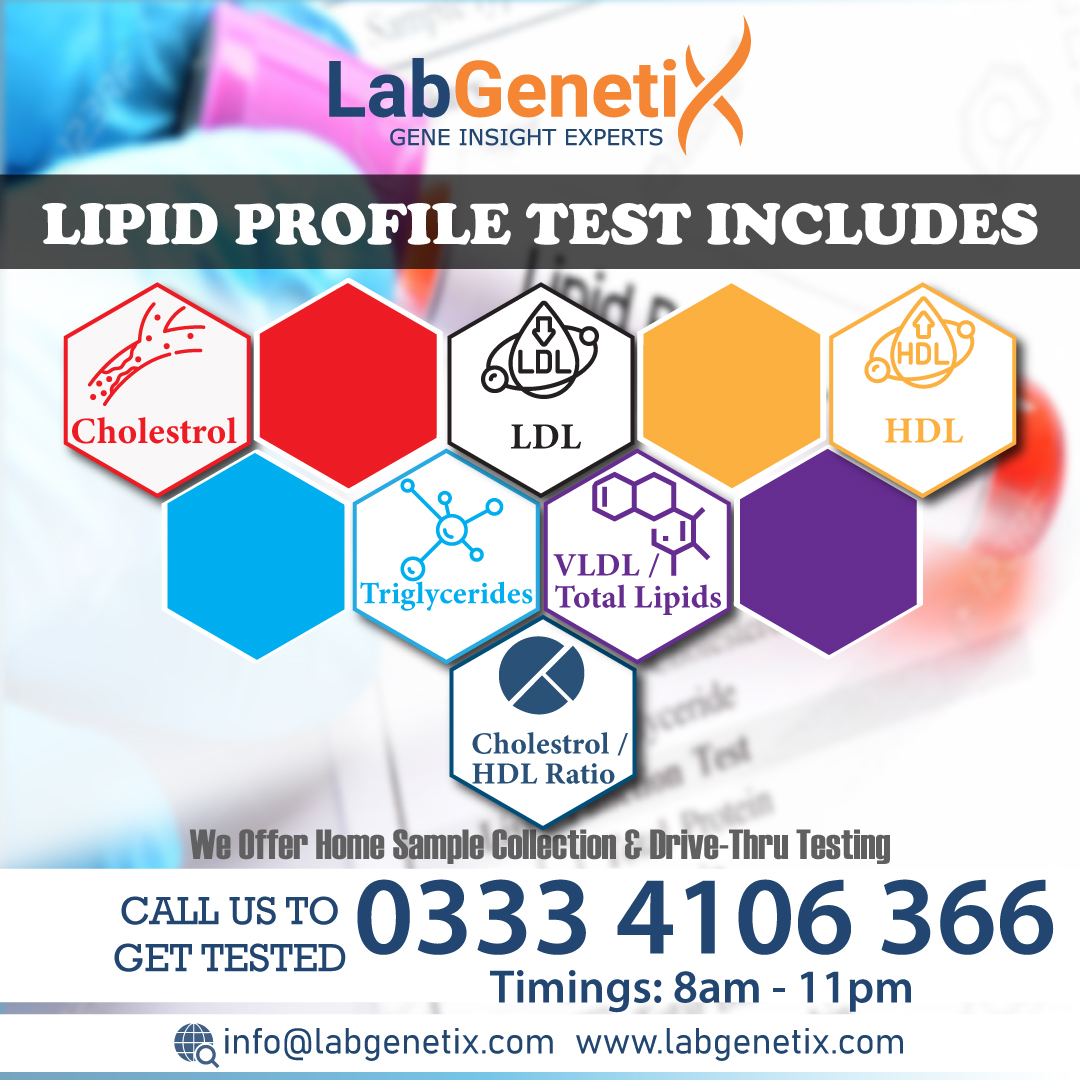 LabGenetiX
GENE INSIGHT EXPERTS
LIPID PROFILE TEST INCLUDES
Cholestrol
LDL
LDL
HDL
HDL
Triglycerides
VLDL /
Total Lipids
Cholestrol /
HDL Ratio
We Offer Home Sample Collection & Drive-Thru Testing
CALL US TO
GET TESTED
0333 4106 366
Timings: 8am - 11pm
info@labgenetix.com www.labgenetix.com